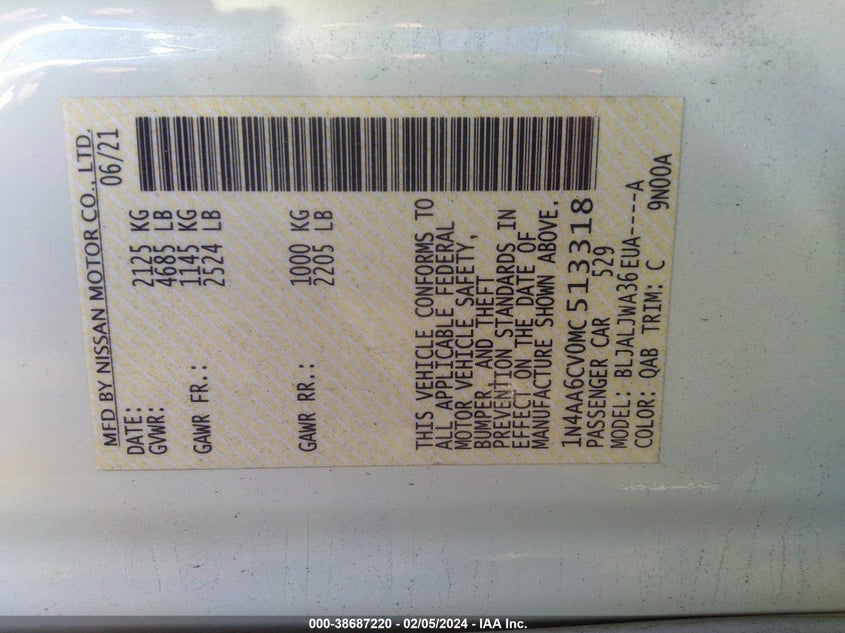 MFD BY NISSAN MOTOR CO., LTD.
DATE: 06/21
GVWR: 2125 KG
4685 LB
GAWR FR.: 1145 KG
2524 LB
GAWR RR.: 1000 KG
2205 LB
THIS VEHICLE CONFORMS TO
ALL APPLICABLE FEDERAL
MOTOR VEHICLE SAFETY,
BUMPER, AND THEFT
PREVENTION STANDARDS IN
EFFECT ON THE DATE OF
MANUFACTURE SHOWN ABOVE.
1N4AA6CV0MC513318
PASSENGER CAR 529
MODEL: BLJALJWA36EUA----A
COLOR: QAB TRIM: C 9N00A
000-38687220 - 02/05/2024 - IAA Inc.